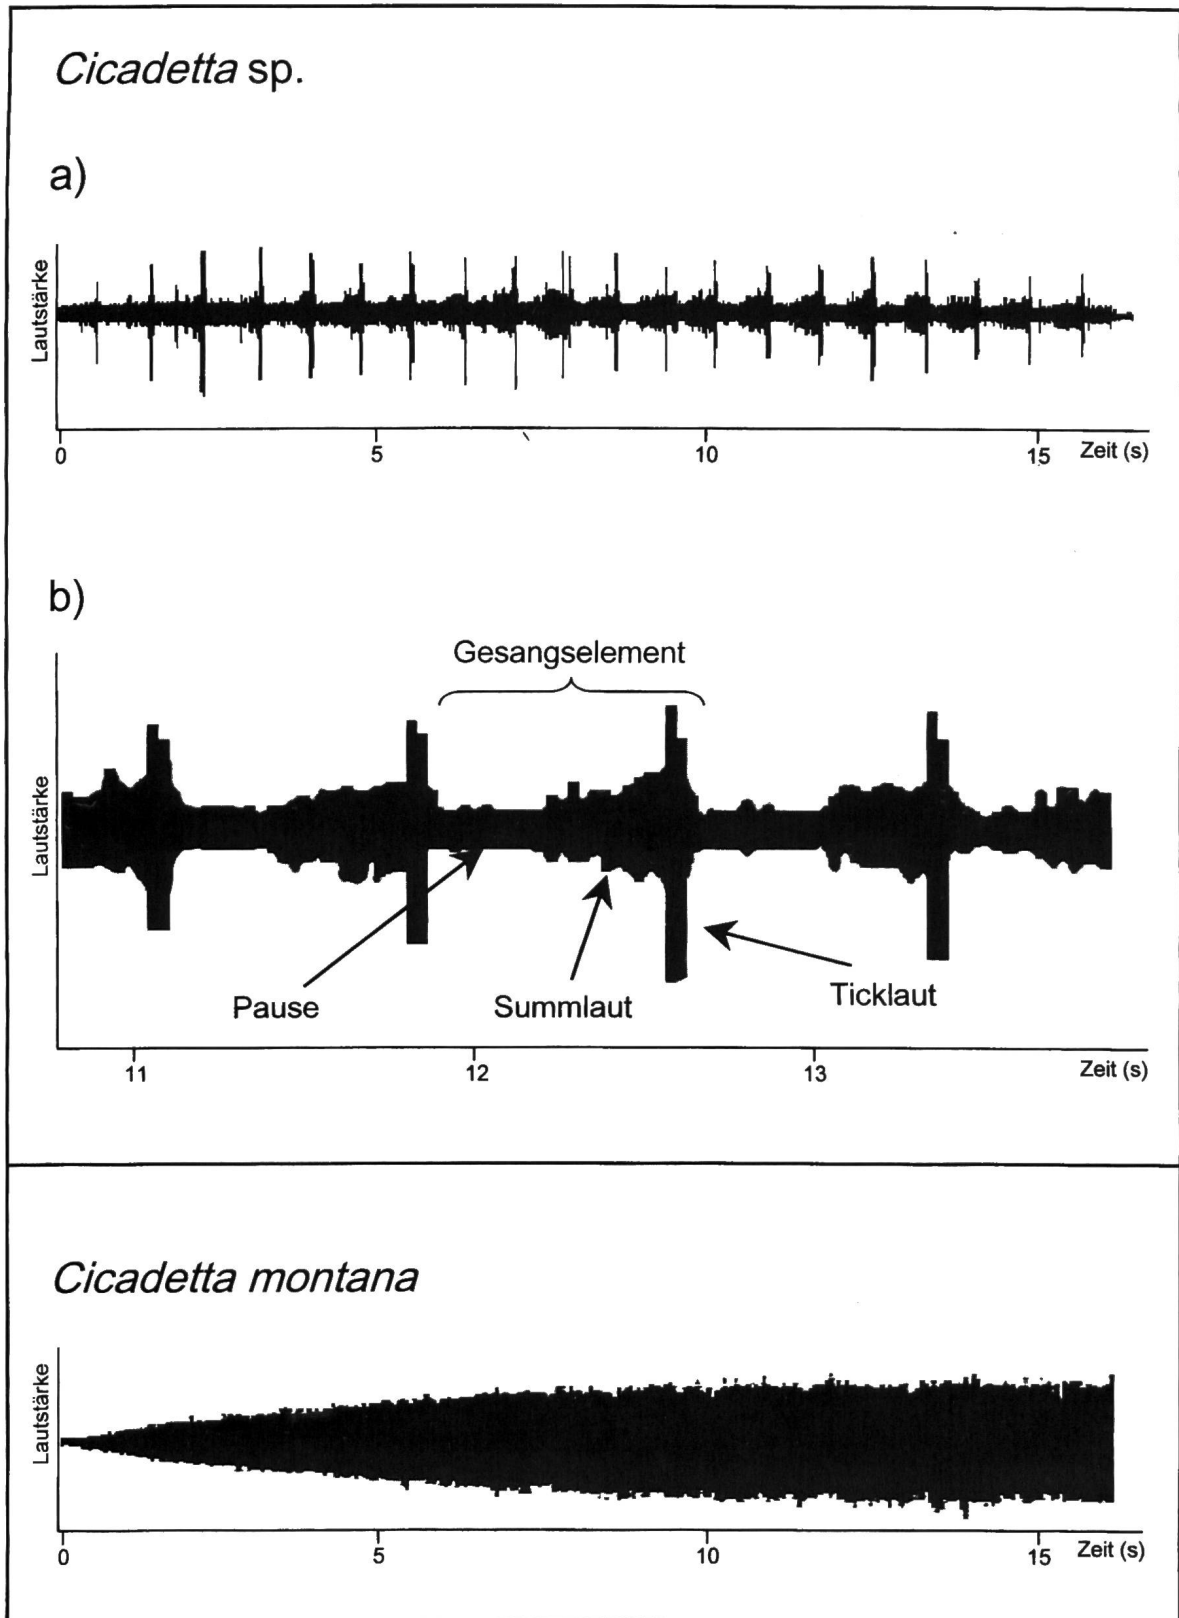 Cicadetta sp.
a)
Lautstärke
0 5 10 15 Zeit (s)
b)
Gesangselement
Lautstärke
Pause Summlaut Ticklaut
11 12 13 Zeit (s)
Cicadetta montana
Lautstärke
0 5 10 15 Zeit (s)